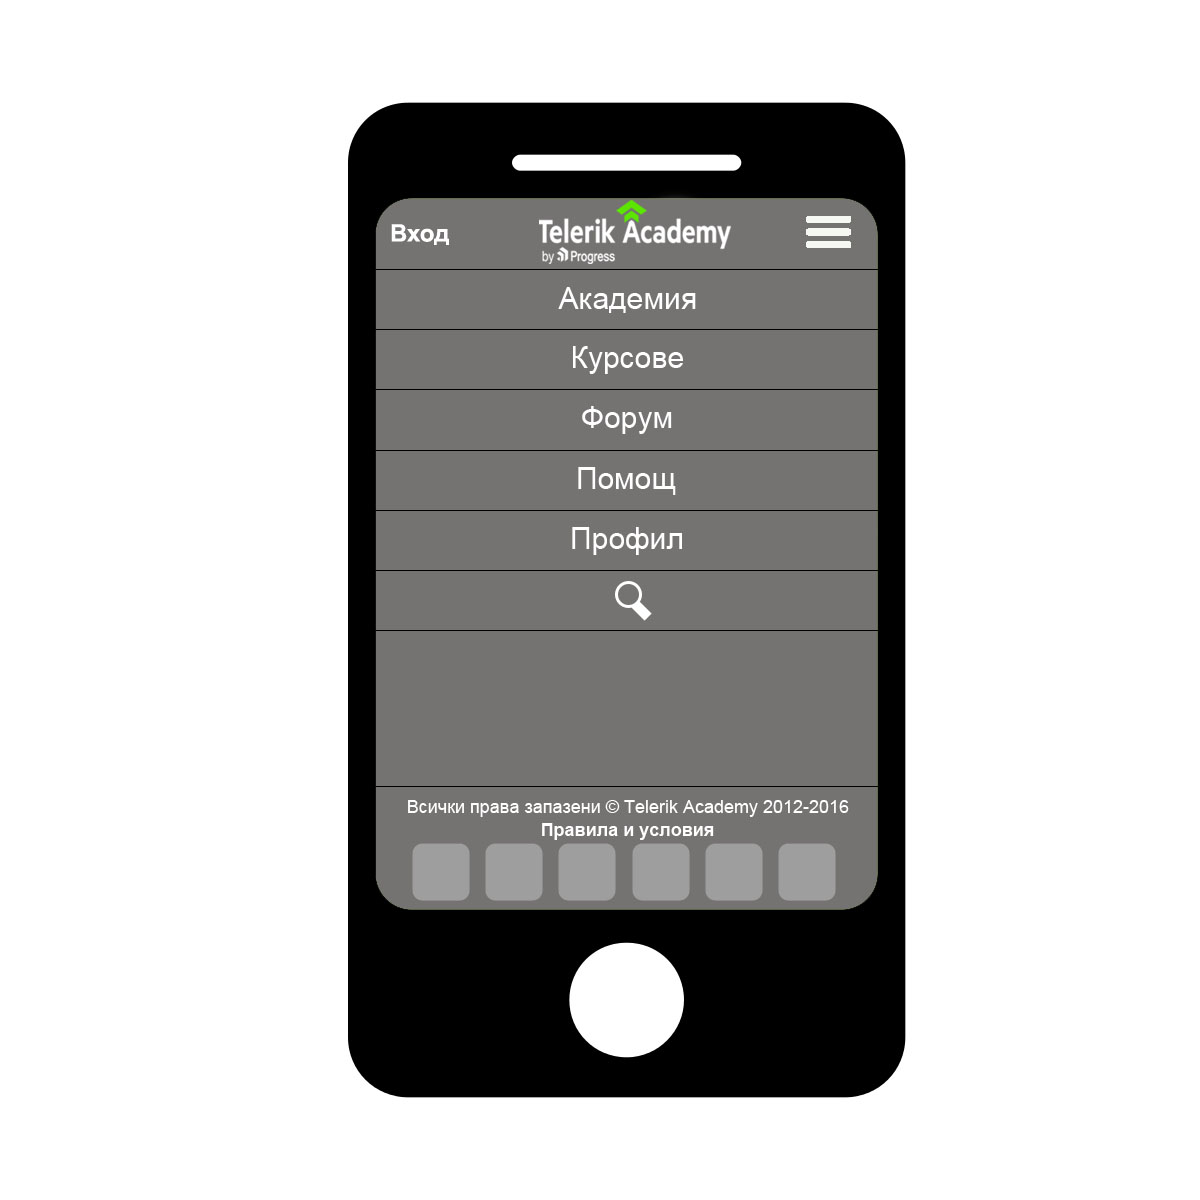 Вход
Telerik Academy
by Progress
Академия
Курсове
Форум
Помощ
Профил
Всички права запазени © Telerik Academy 2012-2016
Правила и условия